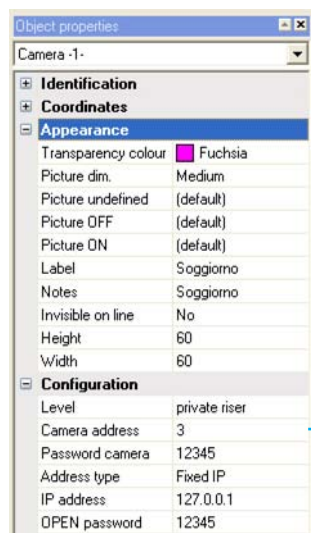 Object properties
Camera -1-
Identification
Coordinates
Appearance
Transparency colour Fuchsia
Picture dim. Medium
Picture undefined (default)
Picture OFF (default)
Picture ON (default)
Label Soggiorno
Notes Soggiorno
Invisible on line No
Height 60
Width 60
Configuration
Level private riser
Camera address 3
Password camera 12345
Address type Fixed IP
IP address 127.0.0.1
OPEN password 12345